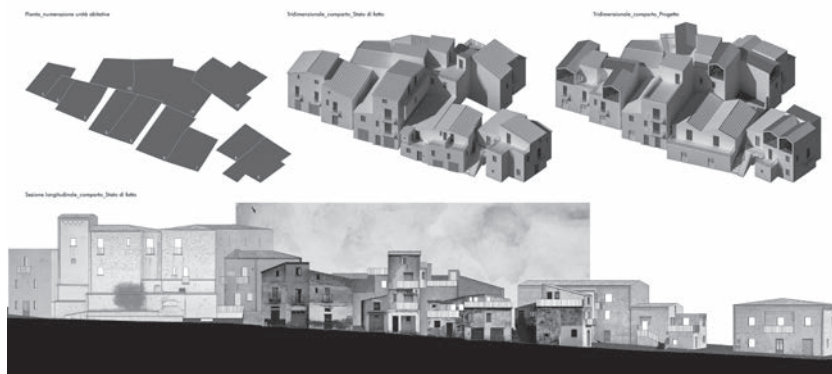 Pianta_numerazione unità abitative
Tridimensionale_comparto_Stato di fatto
Tridimensionale_comparto_Progetto
Sezione longitudinale_comparto_Stato di fatto